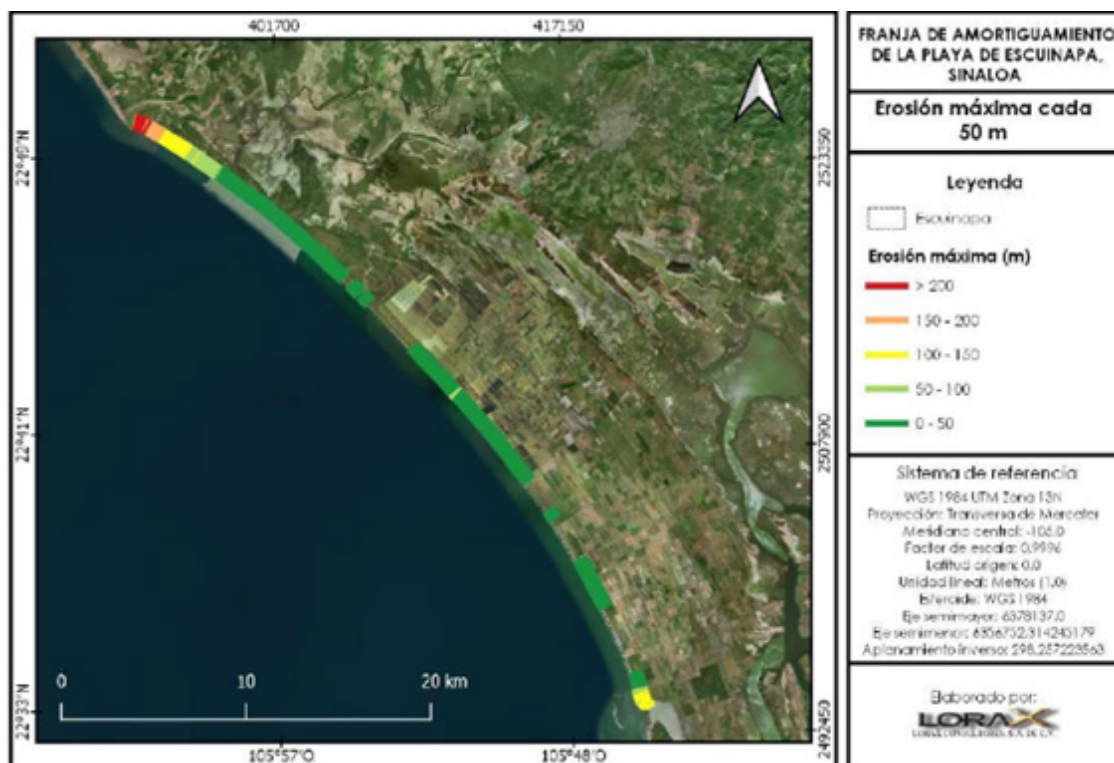 401700
417150
22°49'N
22°41'N
22°33'N
2523350
2507900
2492450
0
10
20 km
105°57'O
105°48'O
FRANJA DE AMORTIGUAMIENTO
DE LA PLAYA DE ESCUINAPA,
SINALOA
Erosión máxima cada
50 m
Leyenda
Escuinapa
Erosión máxima (m)
> 200
150 - 200
100 - 150
50 - 100
0 - 50
Sistema de referencia
WGS 1984 UTM Zona 13N
Proyección: Transversa de Mercator
Meridiano central: -105.0
Factor de escala: 0.9996
Latitud origen: 0.0
Unidad lineal: Metros (1.0)
Esferoide: WGS 1984
Eje semimayor: 6378137.0
Eje semimenor: 6356752.314245179
Aplanamiento inverso: 298.257223563
Elaborado por:
LORAX